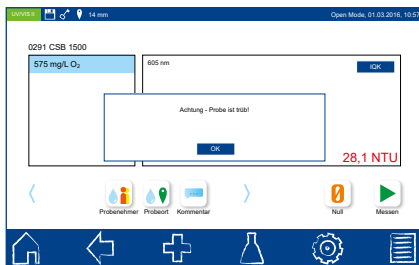 UV/VIS II 14 mm Open Mode, 01.03.2016, 10:57
0291 CSB 1500
575 mg/L O₂
605 nm
IQK
Achtung - Probe ist trüb!
OK
28,1 NTU
Probenehmer Probeort Kommentar Null Messen